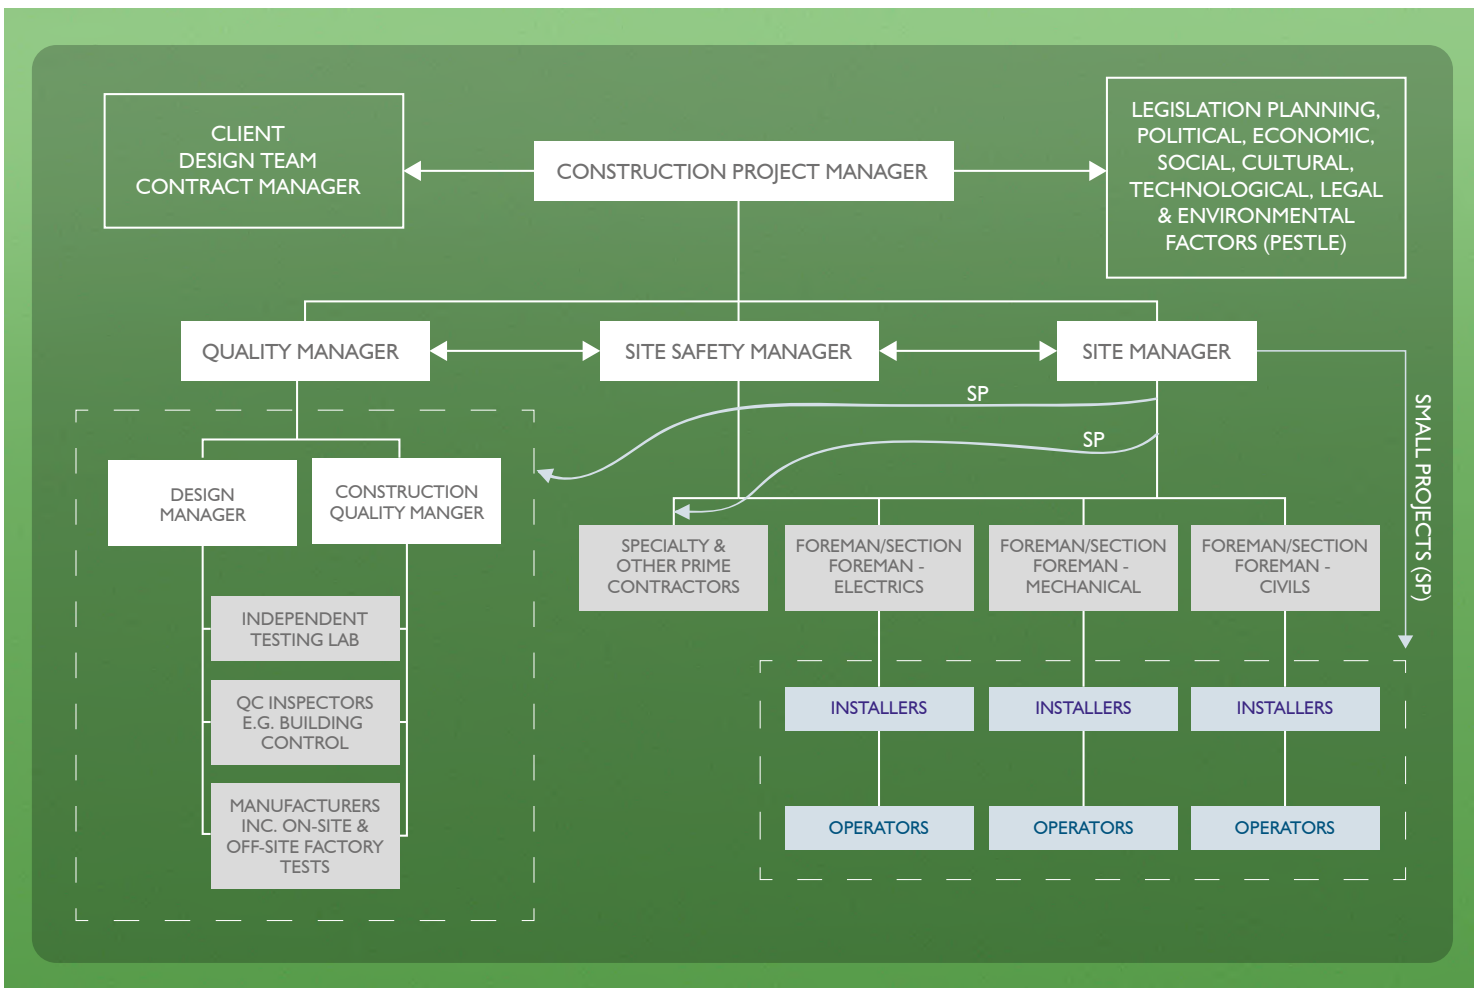 CLIENT
DESIGN TEAM
CONTRACT MANAGER
CONSTRUCTION PROJECT MANAGER
LEGISLATION PLANNING,
POLITICAL, ECONOMIC,
SOCIAL, CULTURAL,
TECHNOLOGICAL, LEGAL
& ENVIRONMENTAL
FACTORS (PESTLE)
QUALITY MANAGER
SITE SAFETY MANAGER
SITE MANAGER
SP
SP
SMALL PROJECTS (SP)
DESIGN
MANAGER
CONSTRUCTION
QUALITY MANGER
SPECIALTY &
OTHER PRIME
CONTRACTORS
FOREMAN/SECTION
FOREMAN -
ELECTRICS
FOREMAN/SECTION
FOREMAN -
MECHANICAL
FOREMAN/SECTION
FOREMAN -
CIVILS
INDEPENDENT
TESTING LAB
QC INSPECTORS
E.G. BUILDING
CONTROL
MANUFACTURERS
INC. ON-SITE &
OFF-SITE FACTORY
TESTS
INSTALLERS
INSTALLERS
INSTALLERS
OPERATORS
OPERATORS
OPERATORS